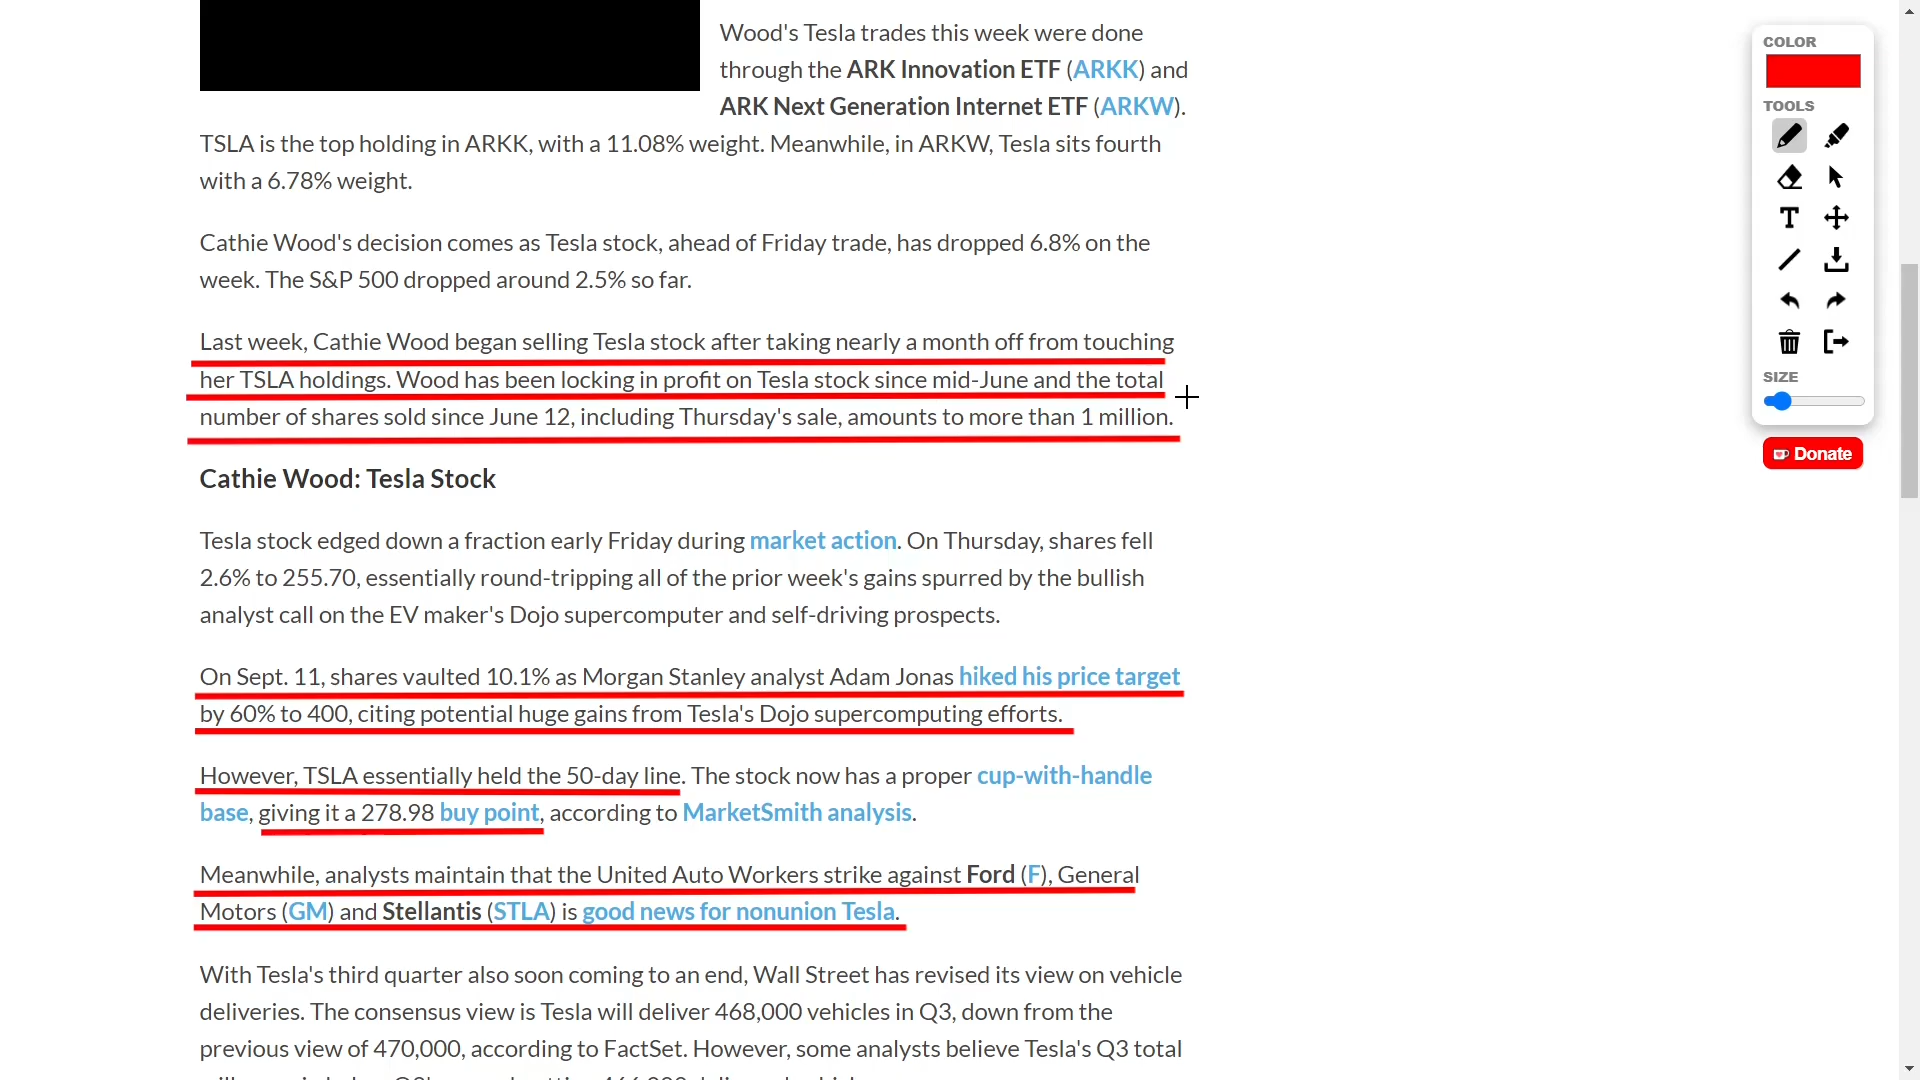 Wood's Tesla trades this week were done
through the ARK Innovation ETF (ARKK) and
ARK Next Generation Internet ETF (ARKW).
TSLA is the top holding in ARKK, with a 11.08% weight. Meanwhile, in ARKW, Tesla sits fourth
with a 6.78% weight.
Cathie Wood's decision comes as Tesla stock, ahead of Friday trade, has dropped 6.8% on the
week. The S&P 500 dropped around 2.5% so far.
Last week, Cathie Wood began selling Tesla stock after taking nearly a month off from touching
her TSLA holdings. Wood has been locking in profit on Tesla stock since mid-June and the total
number of shares sold since June 12, including Thursday's sale, amounts to more than 1 million.
Cathie Wood: Tesla Stock
Tesla stock edged down a fraction early Friday during market action. On Thursday, shares fell
2.6% to 255.70, essentially round-tripping all of the prior week's gains spurred by the bullish
analyst call on the EV maker's Dojo supercomputer and self-driving prospects.
On Sept. 11, shares vaulted 10.1% as Morgan Stanley analyst Adam Jonas hiked his price target
by 60% to 400, citing potential huge gains from Tesla's Dojo supercomputing efforts.
However, TSLA essentially held the 50-day line. The stock now has a proper cup-with-handle
base, giving it a 278.98 buy point, according to MarketSmith analysis.
Meanwhile, analysts maintain that the United Auto Workers strike against Ford (F), General
Motors (GM) and Stellantis (STLA) is good news for nonunion Tesla.
With Tesla's third quarter also soon coming to an end, Wall Street has revised its view on vehicle
deliveries. The consensus view is Tesla will deliver 468,000 vehicles in Q3, down from the
previous view of 470,000, according to FactSet. However, some analysts believe Tesla's Q3 total
COLOR
TOOLS
SIZE
Donate